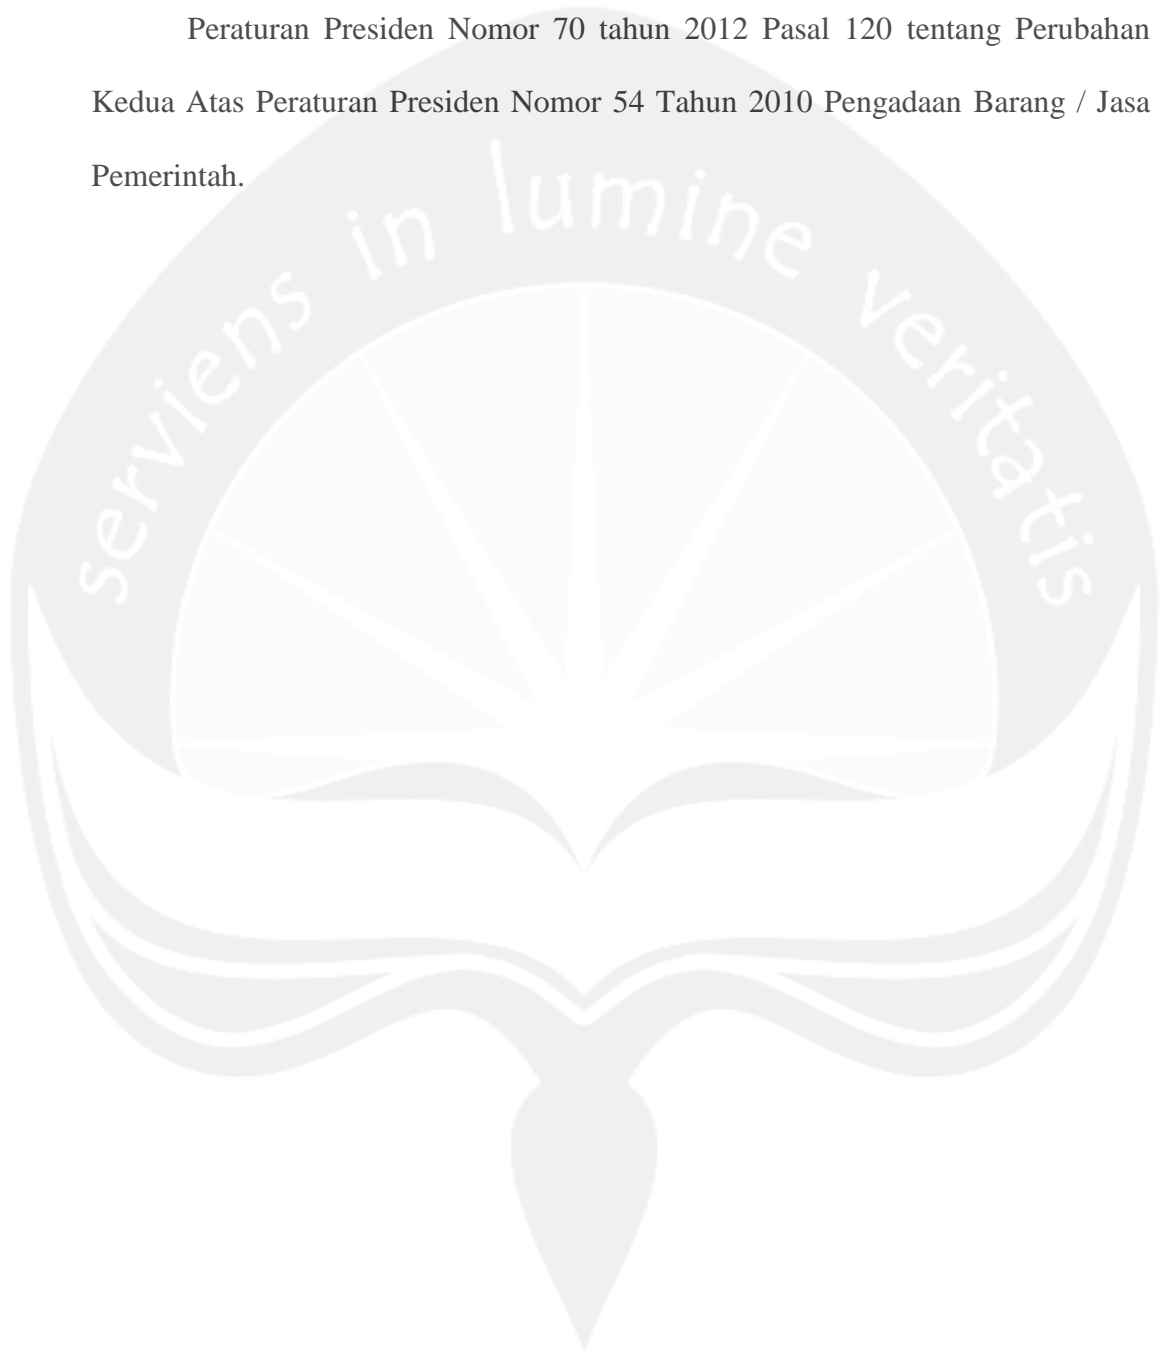 Peraturan Presiden Nomor 70 tahun 2012 Pasal 120 tentang Perubahan
Kedua Atas Peraturan Presiden Nomor 54 Tahun 2010 Pengadaan Barang / Jasa
Pemerintah.
serviens in lumine veritatis